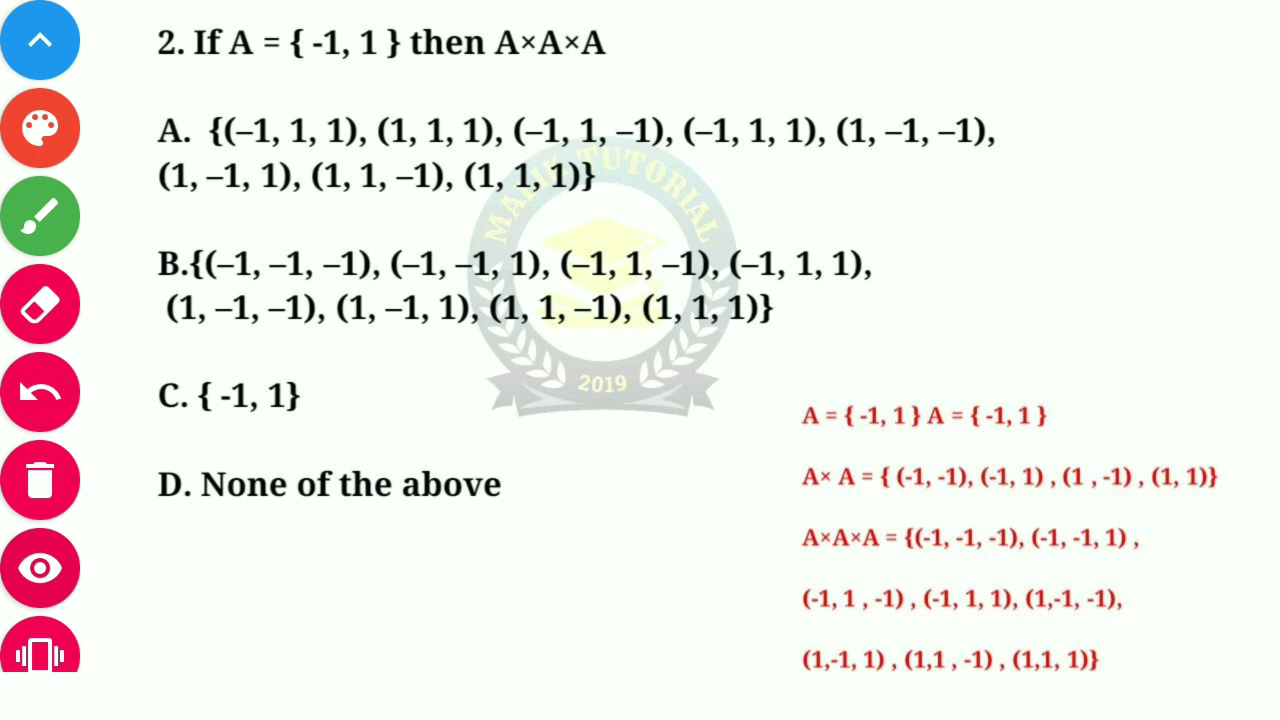 2. If A = { -1, 1 } then A×A×A
A. {(–1, 1, 1), (1, 1, 1), (–1, 1, –1), (–1, 1, 1), (1, –1, –1),
(1, –1, 1), (1, 1, –1), (1, 1, 1)}
B.{(–1, –1, –1), (–1, –1, 1), (–1, 1, –1), (–1, 1, 1),
(1, –1, –1), (1, –1, 1), (1, 1, –1), (1, 1, 1)}
C. { -1, 1}
D. None of the above
MALIK TUTORIAL
2019
A = { -1, 1 } A = { -1, 1 }
A× A = { (-1, -1), (-1, 1) , (1 , -1) , (1, 1)}
A×A×A = {(-1, -1, -1), (-1, -1, 1) ,
(-1, 1 , -1) , (-1, 1, 1), (1,-1, -1),
(1,-1, 1) , (1,1 , -1) , (1,1, 1)}